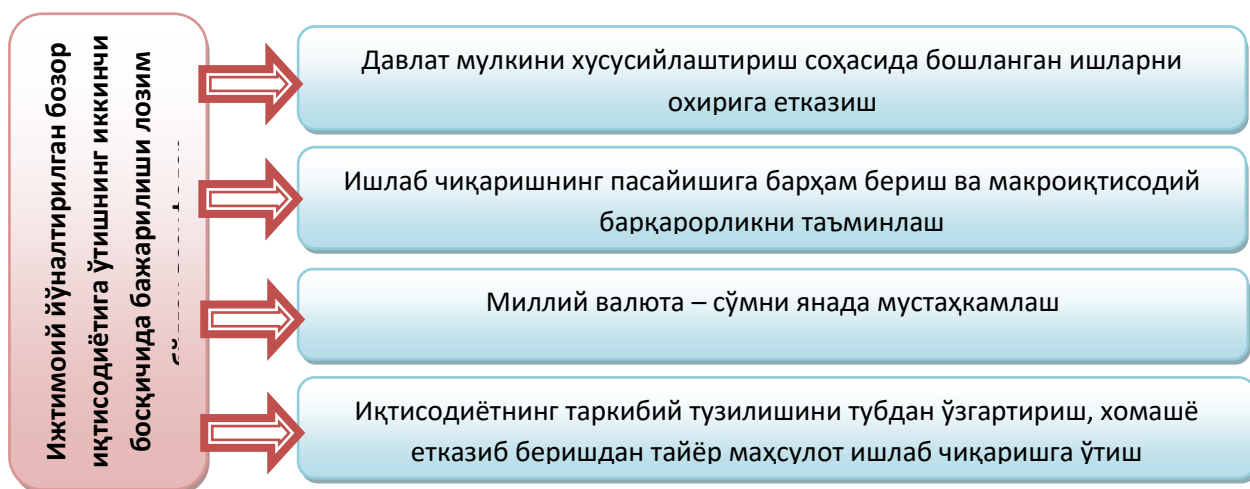 Ижтимоий йўналтирилган бозор
иқтисодиётига ўтишнинг иккинчи
босқичида бажарилиши лозим
Давлат мулкини хусусийлаштириш соҳасида бошланган ишларни
охирига етказиш
Ишлаб чиқаришнинг пасайишига барҳам бериш ва макроиқтисодий
барқарорликни таъминлаш
Миллий валюта – сўмни янада мустаҳкамлаш
Иқтисодиётнинг таркибий тузилишини тубдан ўзгартириш, хомашё
етказиб беришдан тайёр маҳсулот ишлаб чиқаришга ўтиш